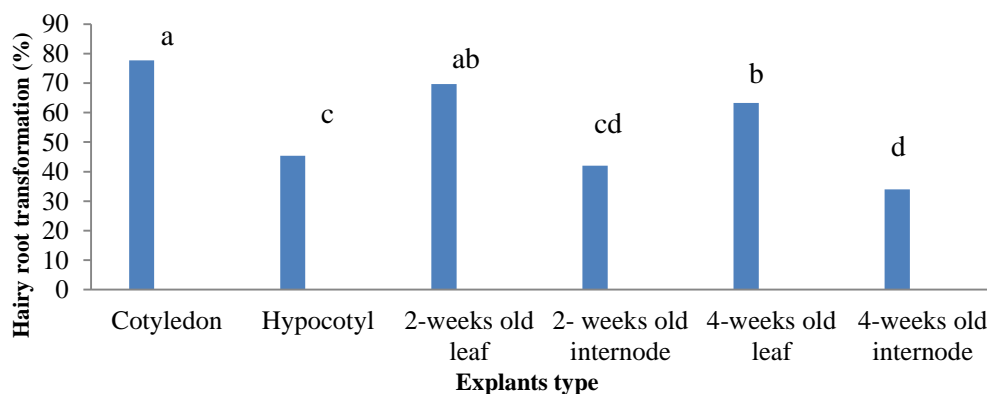 Hairy root transformation (%)
90
80
70
60
50
40
30
20
10
0
a
c
ab
cd
b
d
Cotyledon
Hypocotyl
2-weeks old
leaf
2- weeks old
internode
4-weeks old
leaf
4-weeks old
internode
Explants type